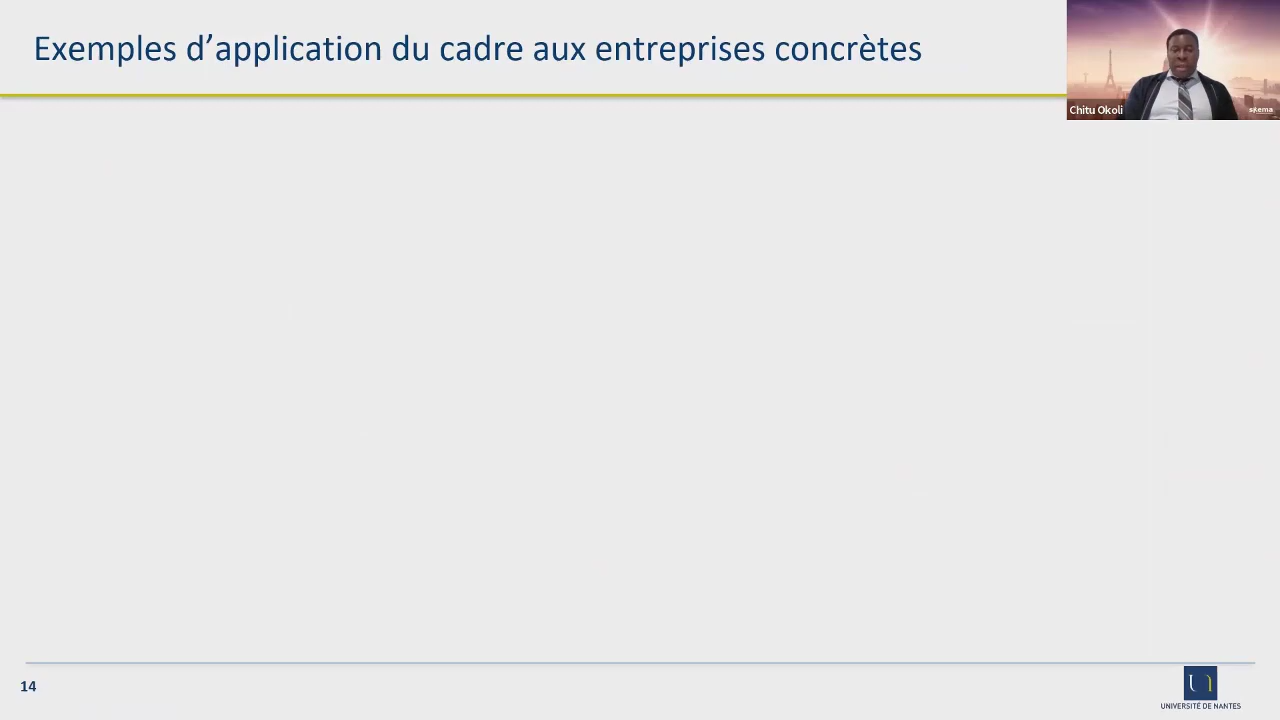 Exemples d’application du cadre aux entreprises concrètes
Chitu Okoli
skema
14
UNIVERSITÉ DE NANTES